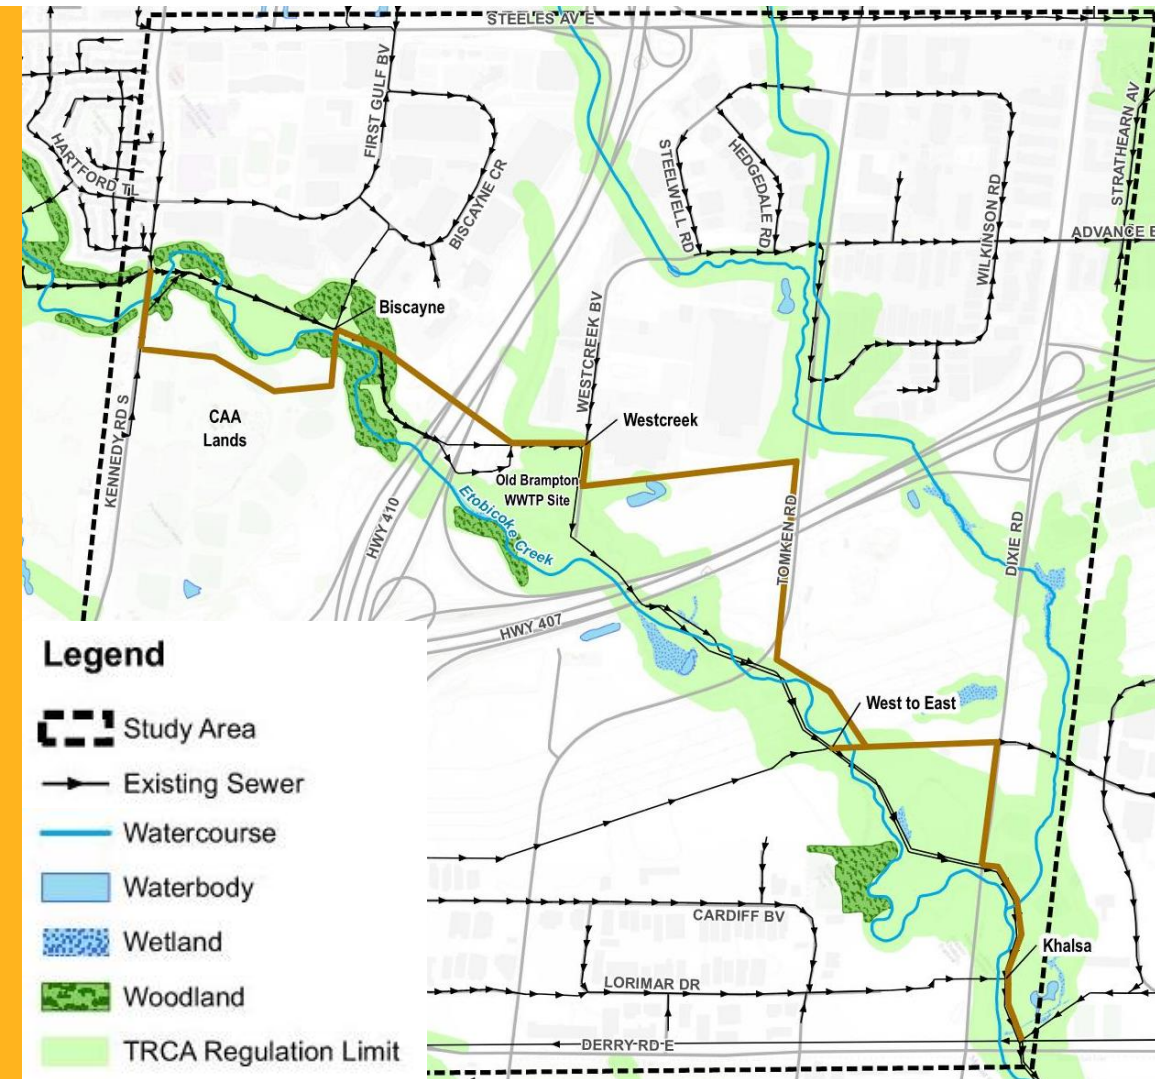 STEELES AV E
FIRST GULF BV
HARTFORD TL
BISCAYNE CR
STEELWELL RD
HEDGEDALE RD
WILKINSON RD
STRATHEARN AV
ADVANCE B
Biscayne
WESTCREEK BV
Westcreek
CAA
Lands
KENNEDY RD S
Old Brampton
WWTP Site
Etobicoke Creek
HWY 410
TOMKEN RD
DIXIE RD
HWY 407
West to East
CARDIFF BV
LORIMAR DR
Khalsa
DERRY RD E
Legend
Study Area
Existing Sewer
Watercourse
Waterbody
Wetland
Woodland
TRCA Regulation Limit